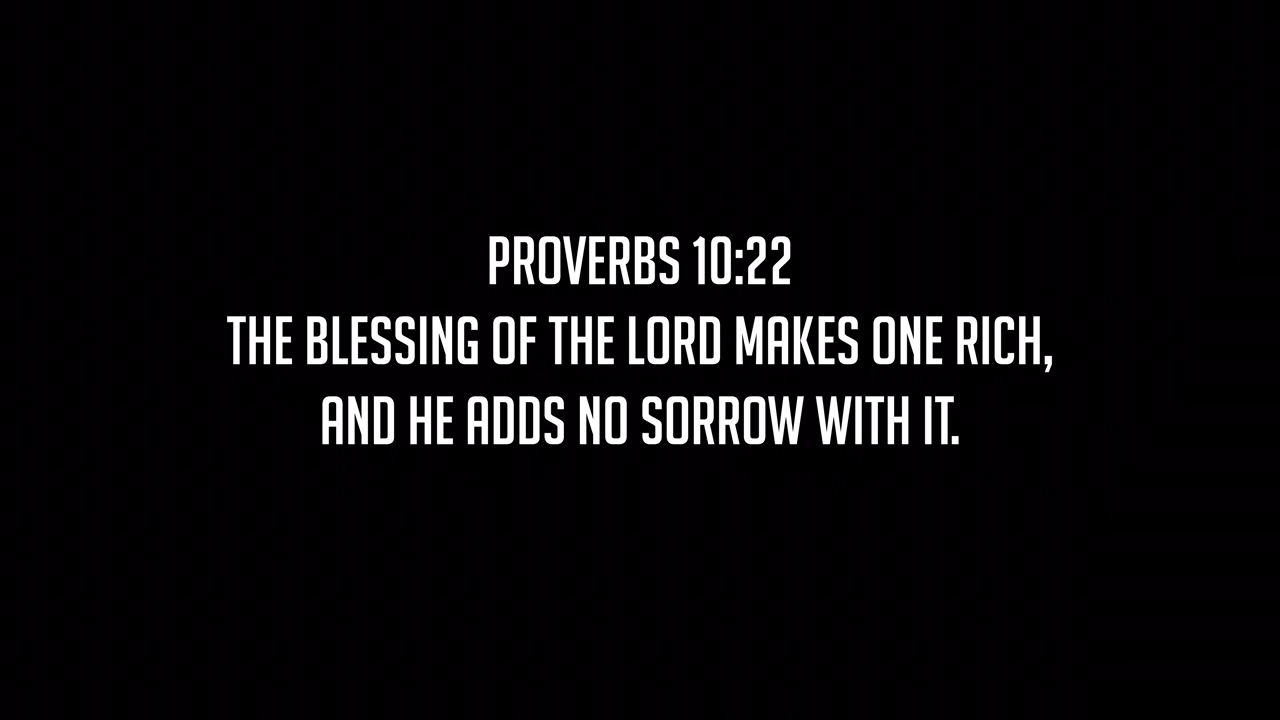 PROVERBS 10:22
THE BLESSING OF THE LORD MAKES ONE RICH,
AND HE ADDS NO SORROW WITH IT.